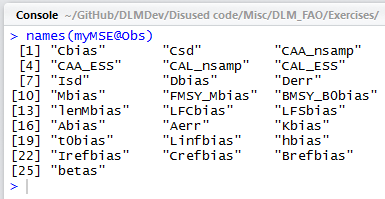 Console ~/GitHub/DLMDev/Disused code/Misc/DLM_FAO/Exercises/
> names(myMSE@Obs)
[1] "Cbias" "Csd" "CAA_nsamp"
[4] "CAA_ESS" "CAL_nsamp" "CAL_ESS"
[7] "Isd" "Dbias" "Derr"
[10] "Mbias" "FMSY_Mbias" "BMSY_B0bias"
[13] "lenMbias" "LFCbias" "LFSbias"
[16] "Abias" "Aerr" "Kbias"
[19] "t0bias" "Linfbias" "hbias"
[22] "Irefbias" "Crefbias" "Brefbias"
[25] "betas"
>